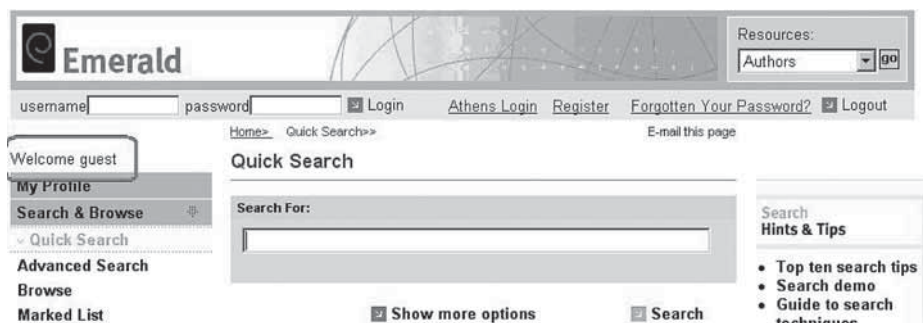 Emerald
Resources:
Authors go
username password Login Athens Login Register Forgotten Your Password? Logout
Home> Quick Search>> E-mail this page
Welcome guest
Quick Search
My Profile
Search & Browse
Search For:
Search
Hints & Tips
Quick Search
Advanced Search
• Top ten search tips
Browse
• Search demo
Marked List
Show more options Search
• Guide to search
techniques